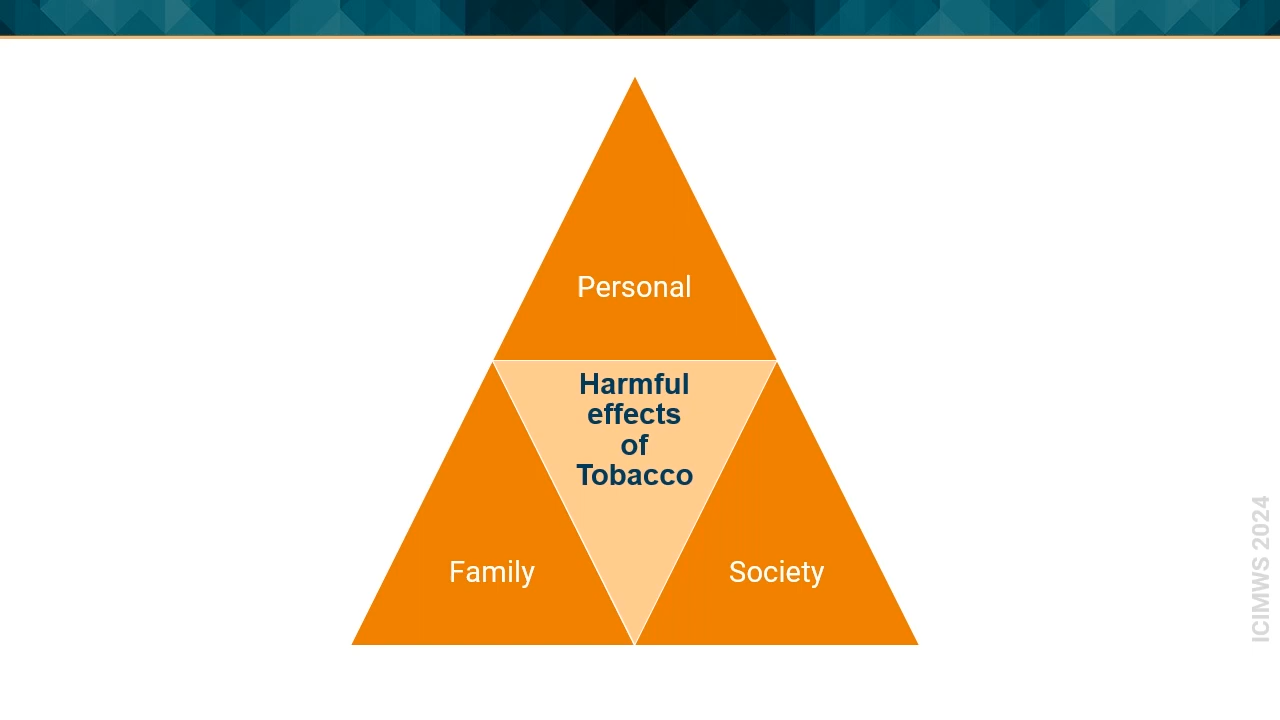 Personal
Harmful
effects
of
Tobacco
Family
Society
ICIMWS 2024